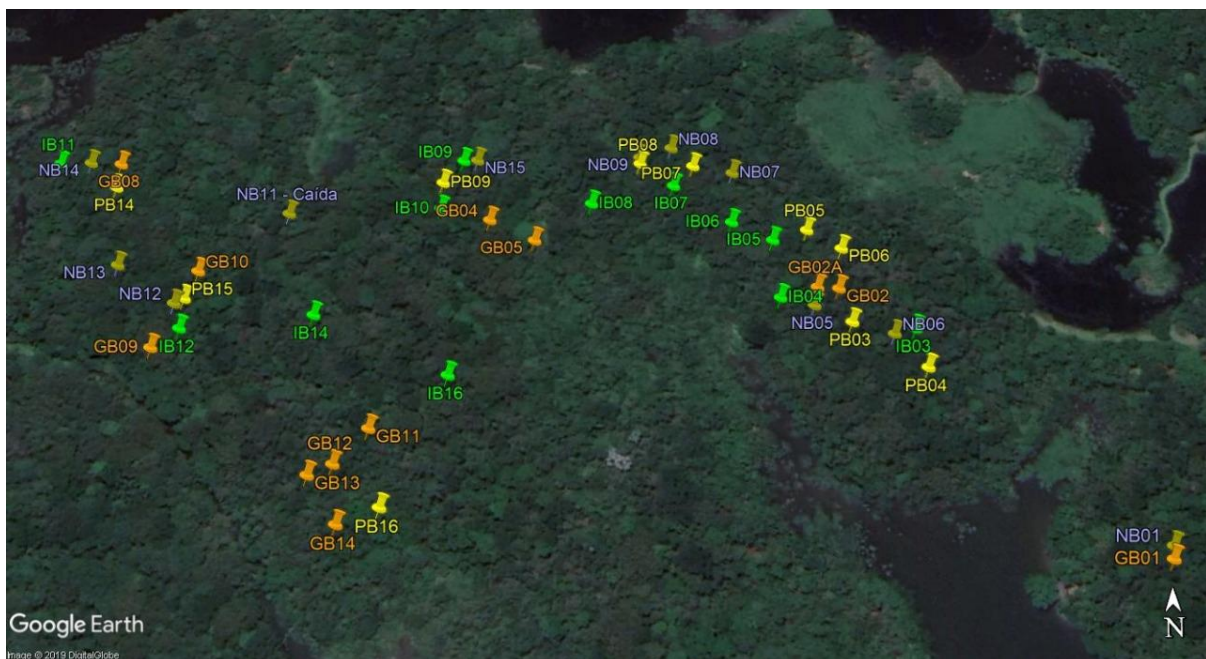 IB11
NB14
GB08
PB14
NB11 - Caída
IB09
NB15
PB09
IB10
GB04
GB05
PB08
NB08
NB09
PB07
NB07
IB07
IB08
IB06
IB05
PB05
PB06
GB02A
GB02
IB04
NB05
PB03
NB06
IB03
PB04
NB13
GB10
NB12
PB15
GB09
IB12
IB14
IB16
GB11
GB12
GB13
PB16
GB14
NB01
GB01
N
Google Earth
Image © 2019 DigitalGlobe